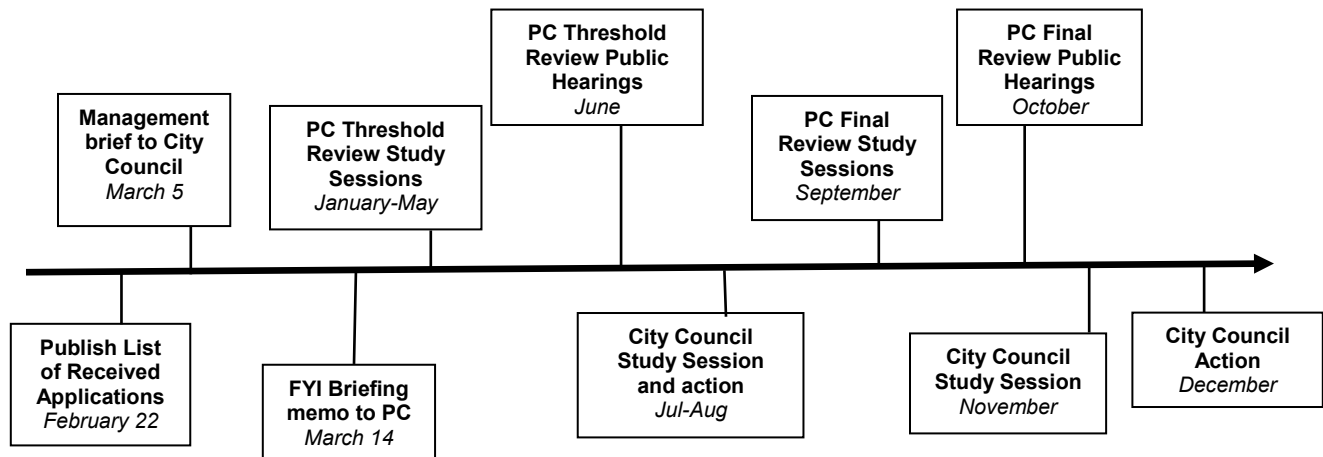 PC Threshold
Review Public
Hearings
June
PC Final
Review Public
Hearings
October
Management
brief to City
Council
March 5
PC Threshold
Review Study
Sessions
January-May
PC Final
Review Study
Sessions
September
Publish List
of Received
Applications
February 22
FYI Briefing
memo to PC
March 14
City Council
Study Session
and action
Jul-Aug
City Council
Study Session
November
City Council
Action
December